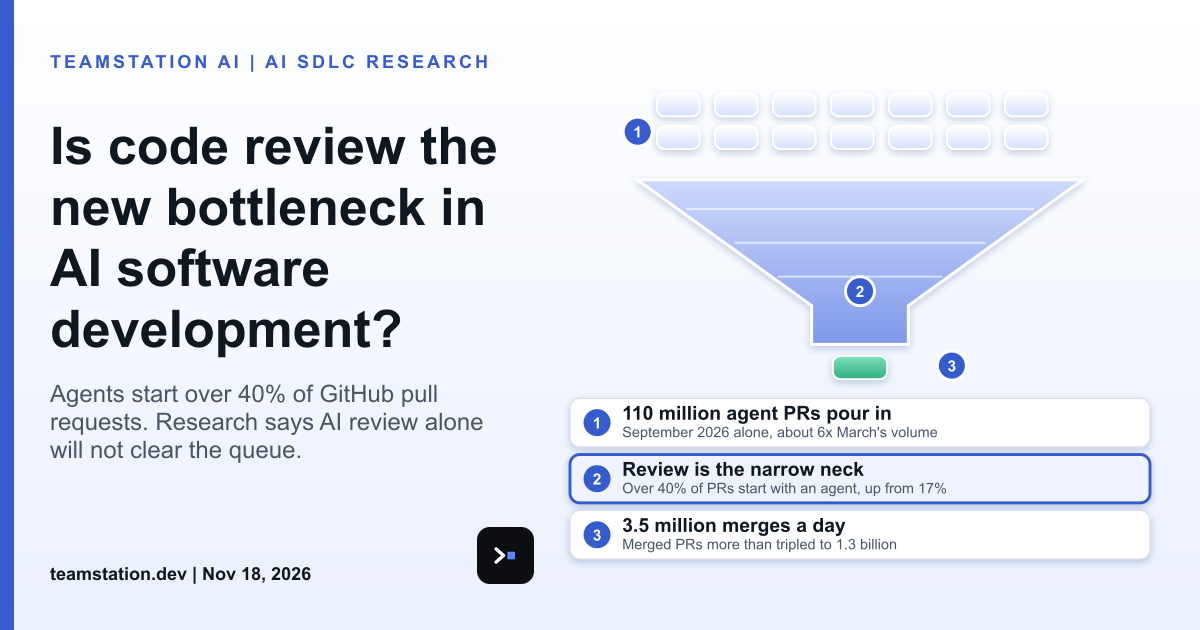 TEAMSTATION AI | AI SDLC RESEARCH
Is code review the
new bottleneck in
AI software
development?
Agents start over 40% of GitHub pull
requests. Research says AI review alone
will not clear the queue.
teamstation.dev | Nov 18, 2026
1
2
3
1
110 million agent PRs pour in
September 2026 alone, about 6x March's volume
2
Review is the narrow neck
Over 40% of PRs start with an agent, up from 17%
3
3.5 million merges a day
Merged PRs more than tripled to 1.3 billion